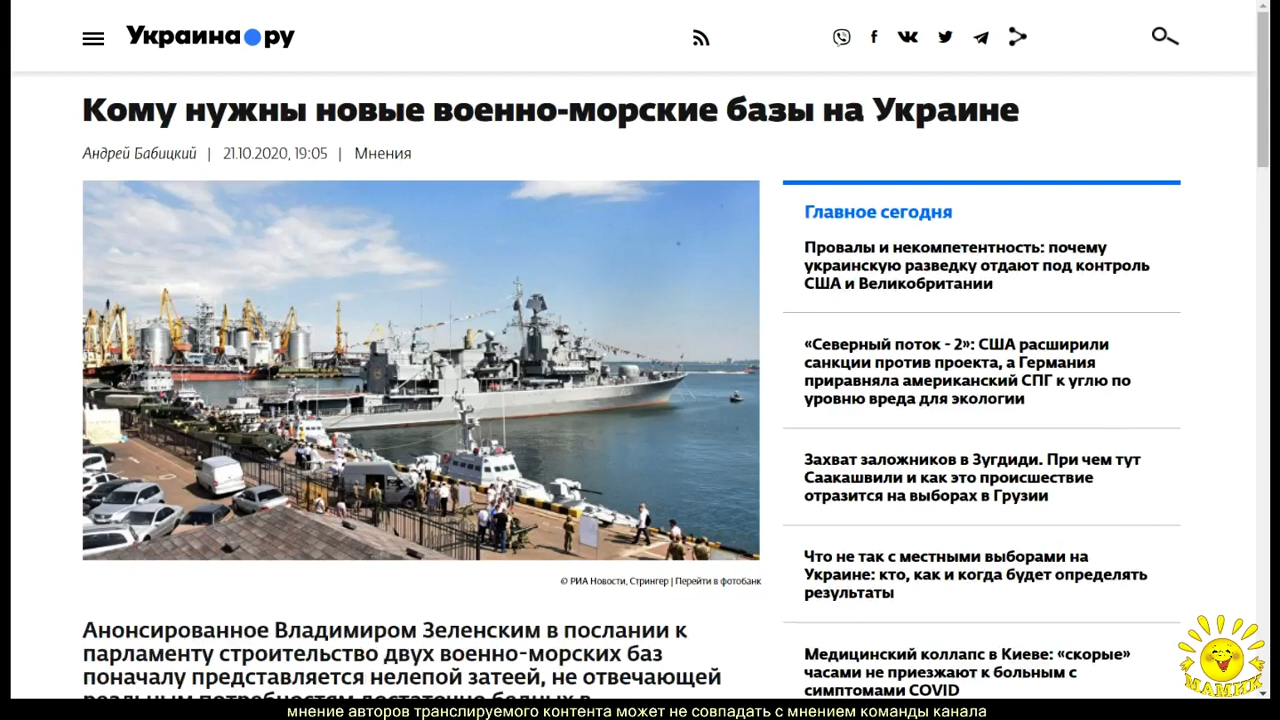 Украина ру
Кому нужны новые военно-морские базы на Украине
Андрей Бабицкий | 21.10.2020, 19:05 | Мнения
© РИА Новости, Стрингер | Перейти в фотобанк
Анонсированное Владимиром Зеленским в послании к
парламенту строительство двух военно-морских баз
поначалу представляется нелепой затеей, не отвечающей
реальным потребностям достаточно бедных в
Главное сегодня
Провалы и некомпетентность: почему
украинскую разведку отдают под контроль
США и Великобритании
«Северный поток - 2»: США расширили
санкции против проекта, а Германия
приравняла американский СПГ к углю по
уровню вреда для экологии
Захват заложников в Зугдиди. При чем тут
Саакашвили и как это происшествие
отразится на выборах в Грузии
Что не так с местными выборами на
Украине: кто, как и когда будет определять
результаты
Медицинский коллапс в Киеве: «скорые»
часами не приезжают к больным с
симптомами COVID
МАМИК
мнение авторов транслируемого контента может не совпадать с мнением команды канала